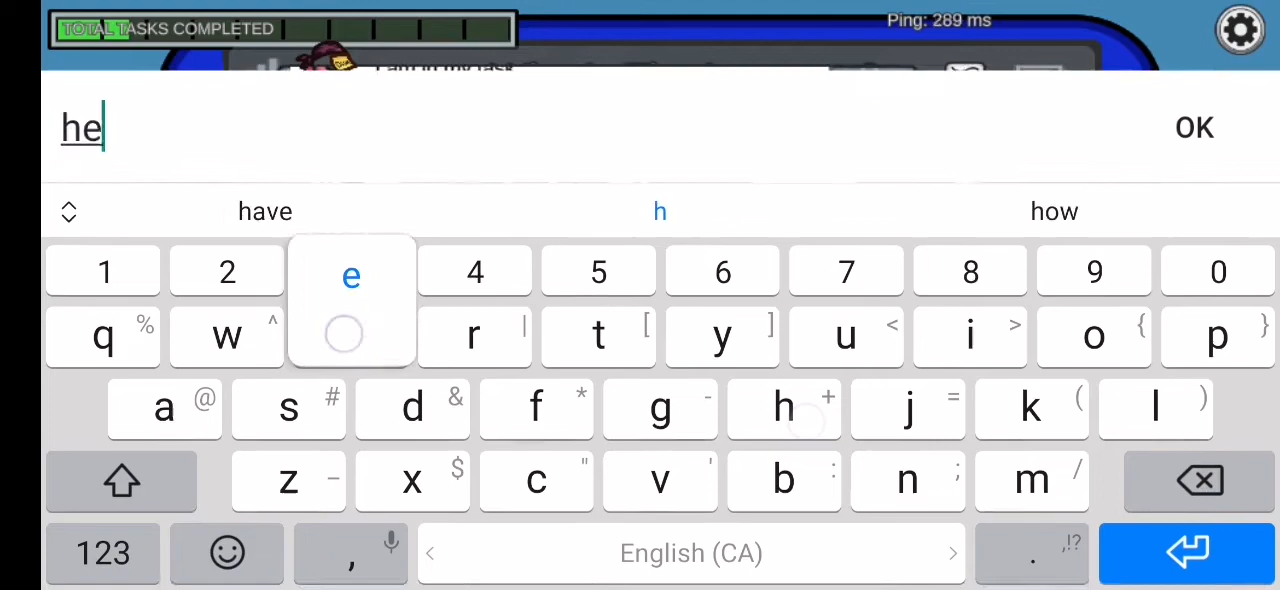 TOTAL TASKS COMPLETED
Ping: 289 ms
he
OK
have h how
1 2 e 4 5 6 7 8 9 0
q % w ^ r | t [ y ] u < i > o { p }
a @ s # d & f * g - h + j = k ( l )
z _ x $ c " v ' b : n ; m /
123 , < English (CA) > . ,!?